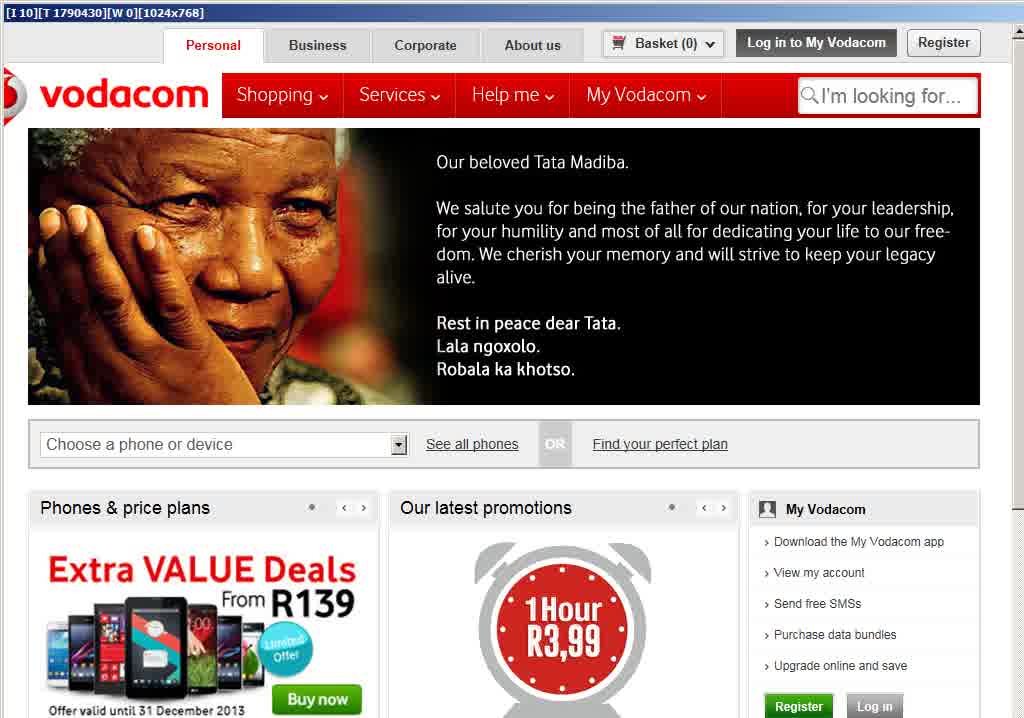 [I 10][T 1790430][W 0][1024x768]
Personal Business Corporate About us Basket (0) Log in to My Vodacom Register
vodacom Shopping Services Help me My Vodacom I'm looking for...
Our beloved Tata Madiba.
We salute you for being the father of our nation, for your leadership,
for your humility and most of all for dedicating your life to our free-
dom. We cherish your memory and will strive to keep your legacy
alive.
Rest in peace dear Tata.
Lala ngoxolo.
Robala ka khotso.
Choose a phone or device See all phones OR Find your perfect plan
Phones & price plans
Extra VALUE Deals
From R139
Limited
Offer
Buy now
Offer valid until 31 December 2013
Our latest promotions
1 Hour
R3,99
My Vodacom
› Download the My Vodacom app
› View my account
› Send free SMSs
› Purchase data bundles
› Upgrade online and save
Register Log in